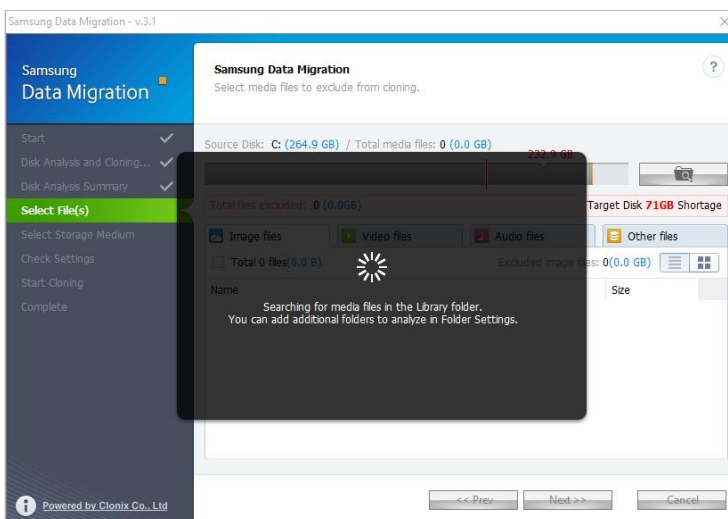 Samsung Data Migration - v.3.1
Samsung
Data Migration
Samsung Data Migration
Select media files to exclude from cloning.
?
Start
Disk Analysis and Cloning...
Disk Analysis Summary
Select File(s)
Select Storage Medium
Check Settings
Start Cloning
Complete
Source Disk: C: (264.9 GB) / Total media files: 0 (0.0 GB)
232.9 GB
Total files excluded: 0 (0.0GB)
Target Disk 71GB Shortage
Image files
Video files
Audio files
Other files
Total 0 files(0.0 B)
Excluded image files: 0(0.0 GB)
Name
Size
Searching for media files in the Library folder.
You can add additional folders to analyze in Folder Settings.
Powered by Clonix Co., Ltd
<< Prev
Next >>
Cancel